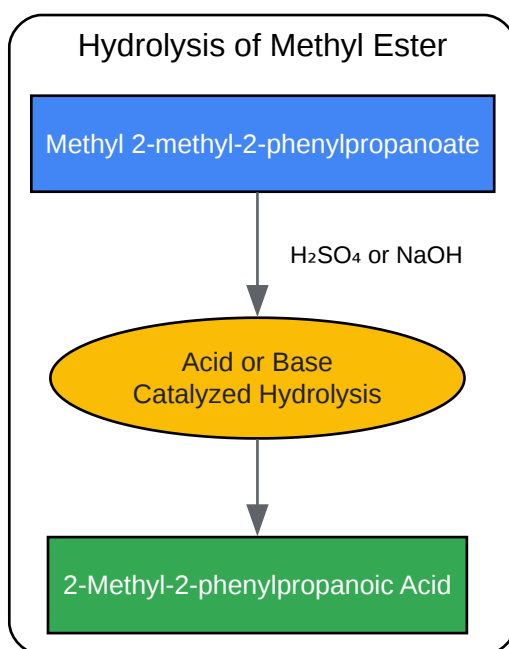 Hydrolysis of Methyl Ester
Methyl 2-methyl-2-phenylpropanoate
H₂SO₄ or NaOH
Acid or Base
Catalyzed Hydrolysis
2-Methyl-2-phenylpropanoic Acid